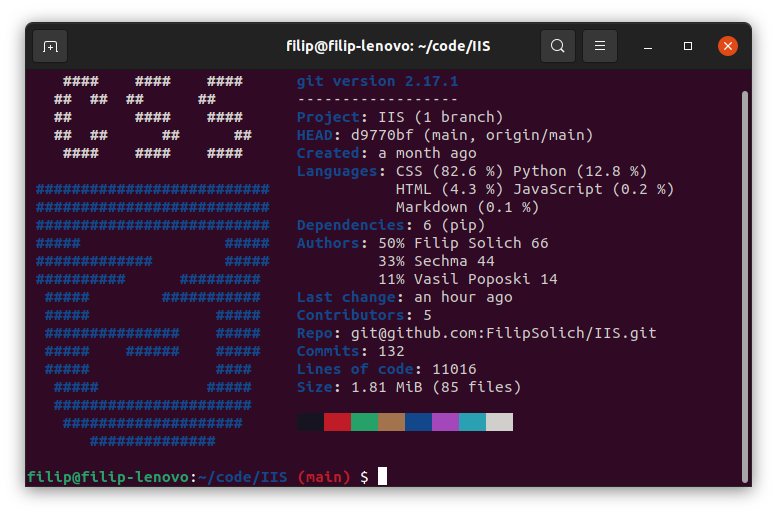 filip@filip-lenovo: ~/code/IIS
git version 2.17.1
------------------
Project: IIS (1 branch)
HEAD: d9770bf (main, origin/main)
Created: a month ago
Languages: CSS (82.6 %) Python (12.8 %)
HTML (4.3 %) JavaScript (0.2 %)
Markdown (0.1 %)
Dependencies: 6 (pip)
Authors: 50% Filip Solich 66
33% Sechma 44
11% Vasil Poposki 14
Last change: an hour ago
Contributors: 5
Repo: git@github.com:FilipSolich/IIS.git
Commits: 132
Lines of code: 11016
Size: 1.81 MiB (85 files)
filip@filip-lenovo:~/code/IIS (main) $